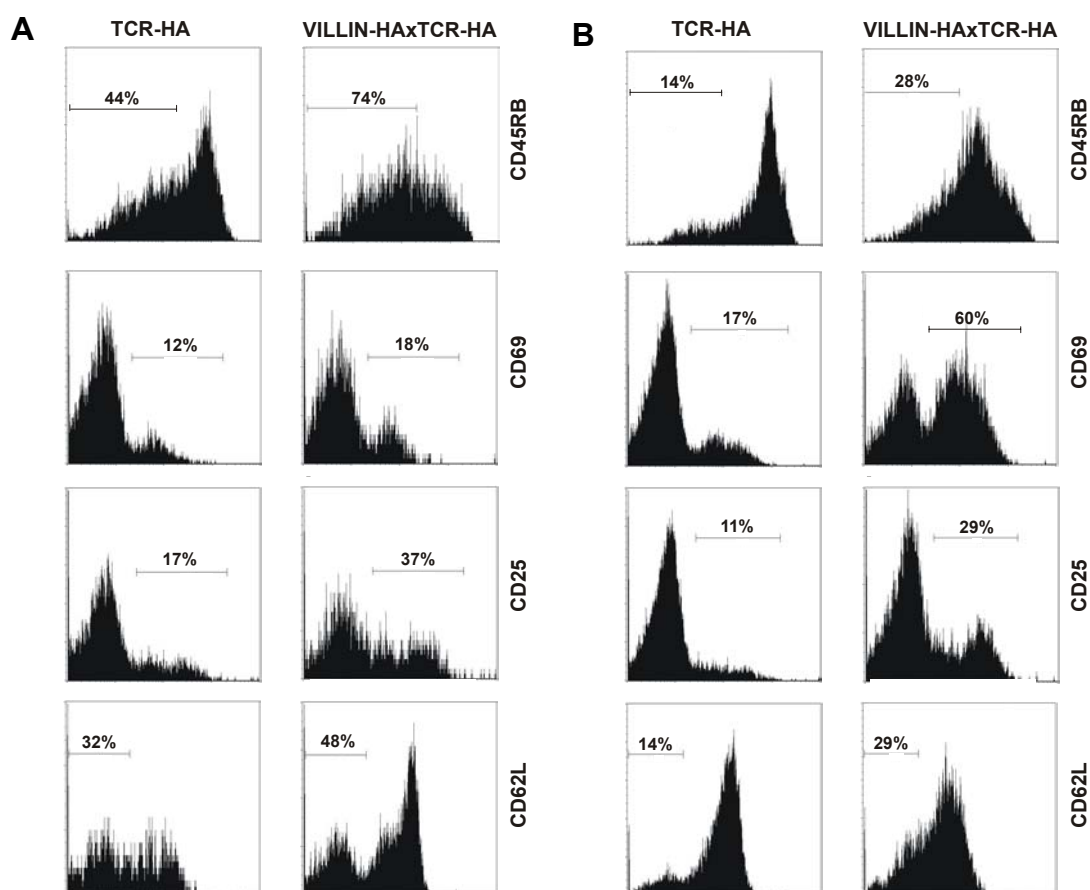 A
TCR-HA
VILLIN-HAxTCR-HA
44%
74%
CD45RB
12%
18%
CD69
17%
37%
CD25
32%
48%
CD62L
B
TCR-HA
VILLIN-HAxTCR-HA
14%
28%
CD45RB
17%
60%
CD69
11%
29%
CD25
14%
29%
CD62L